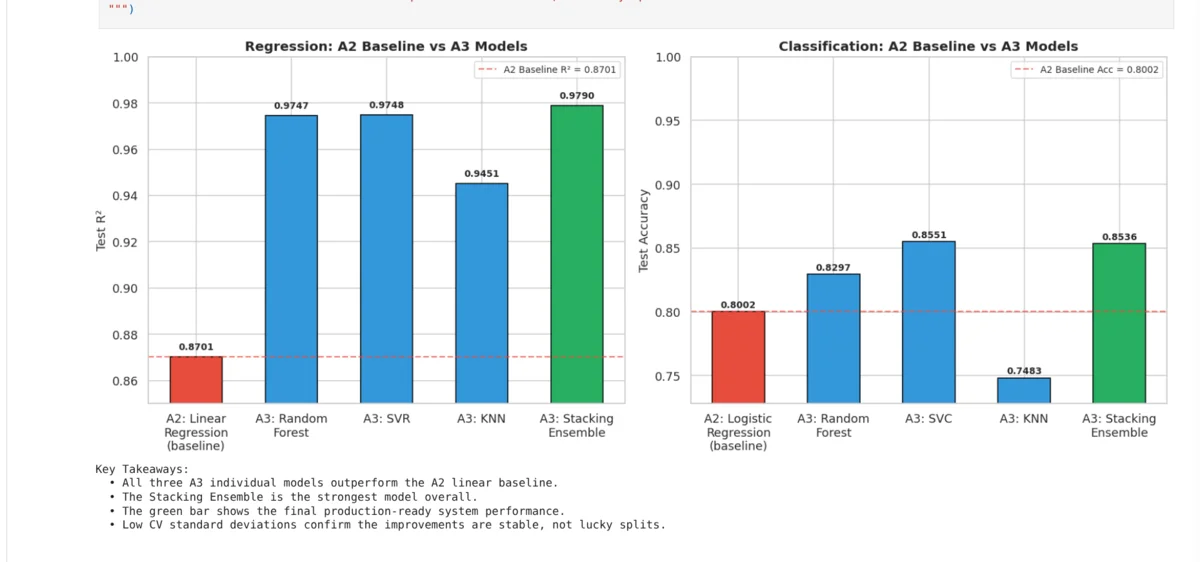 """)
Regression: A2 Baseline vs A3 Models
A2 Baseline R² = 0.8701
1.00
0.98
0.96
0.94
0.92
0.90
0.88
0.86
Test R²
0.8701
0.9747
0.9748
0.9451
0.9790
A2: Linear
Regression
(baseline)
A3: Random
Forest
A3: SVR
A3: KNN
A3: Stacking
Ensemble
Classification: A2 Baseline vs A3 Models
A2 Baseline Acc = 0.8002
1.00
0.95
0.90
0.85
0.80
0.75
Test Accuracy
0.8002
0.8297
0.8551
0.7483
0.8536
A2: Logistic
Regression
(baseline)
A3: Random
Forest
A3: SVC
A3: KNN
A3: Stacking
Ensemble
Key Takeaways:
• All three A3 individual models outperform the A2 linear baseline.
• The Stacking Ensemble is the strongest model overall.
• The green bar shows the final production-ready system performance.
• Low CV standard deviations confirm the improvements are stable, not lucky splits.